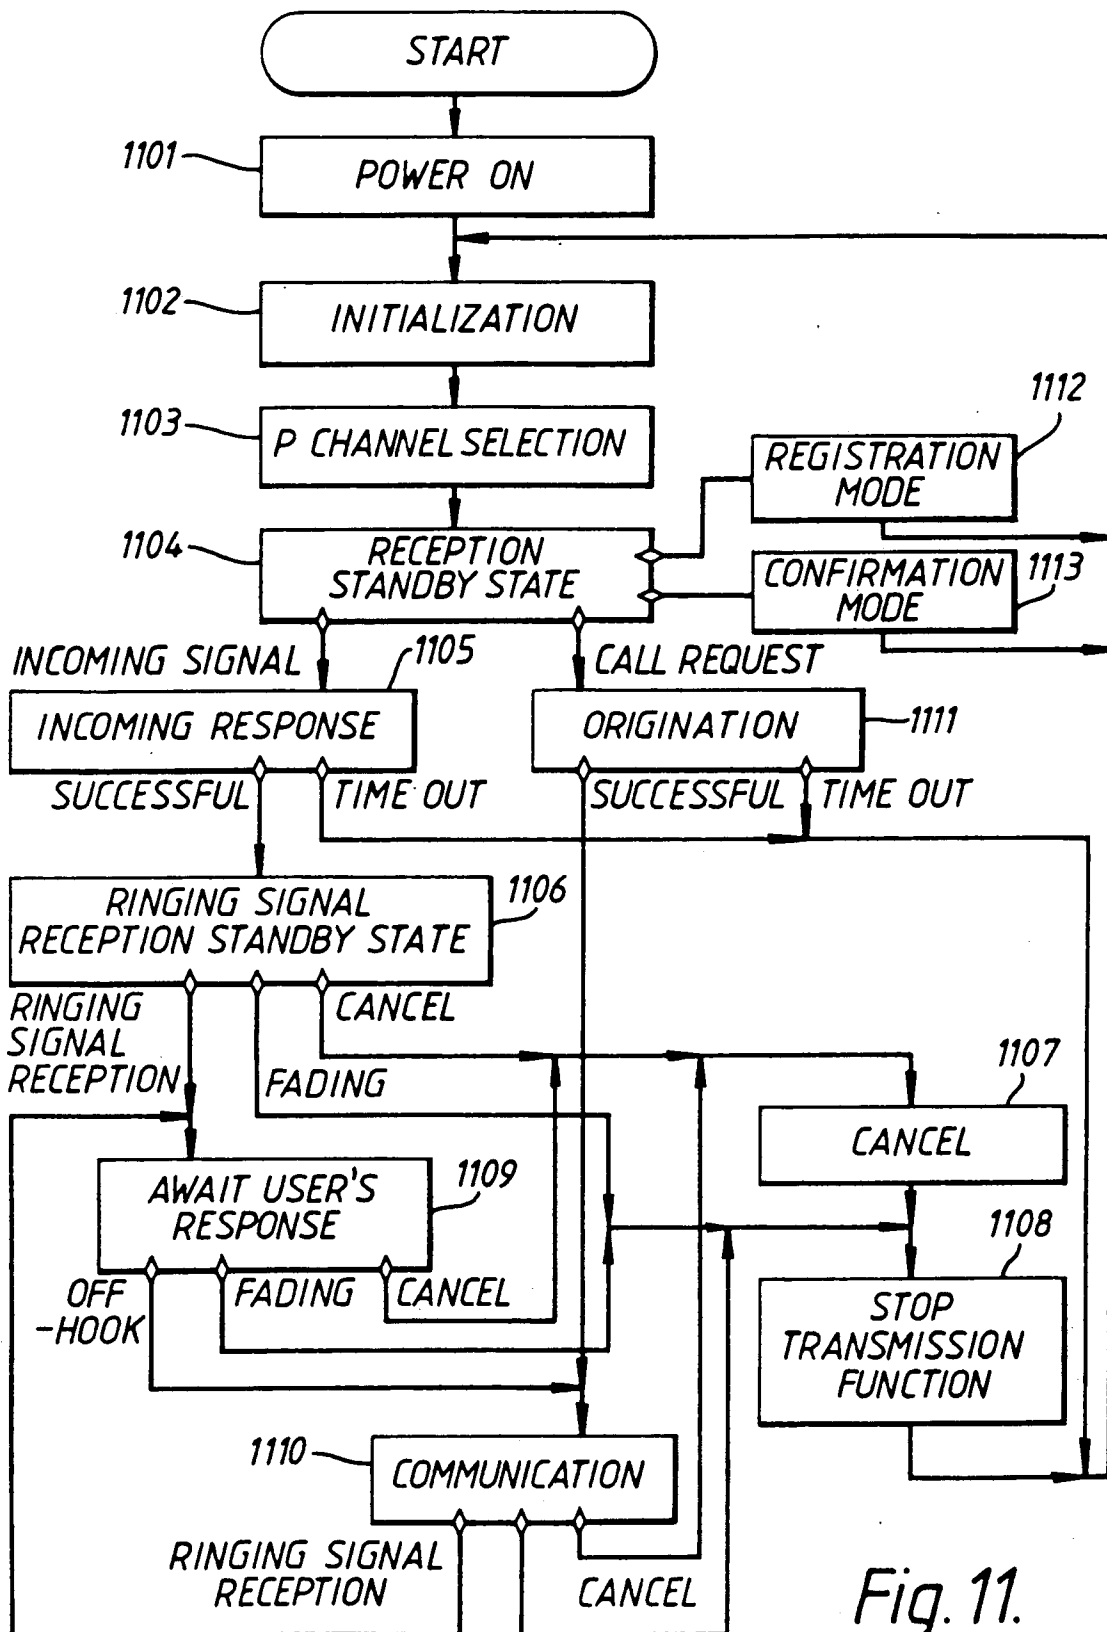 START
1101
POWER ON
1102
INITIALIZATION
1103
P CHANNEL SELECTION
1112
REGISTRATION
MODE
1104
RECEPTION
STANDBY STATE
1113
CONFIRMATION
MODE
INCOMING SIGNAL
1105
CALL REQUEST
INCOMING RESPONSE
ORIGINATION
1111
SUCCESSFUL
TIME OUT
SUCCESSFUL
TIME OUT
RINGING SIGNAL
RECEPTION STANDBY STATE
1106
RINGING
SIGNAL
RECEPTION
FADING
CANCEL
1107
CANCEL
AWAIT USER'S
RESPONSE
1109
1108
OFF
-HOOK
FADING
CANCEL
STOP
TRANSMISSION
FUNCTION
1110
COMMUNICATION
RINGING SIGNAL
RECEPTION
CANCEL
Fig. 11.